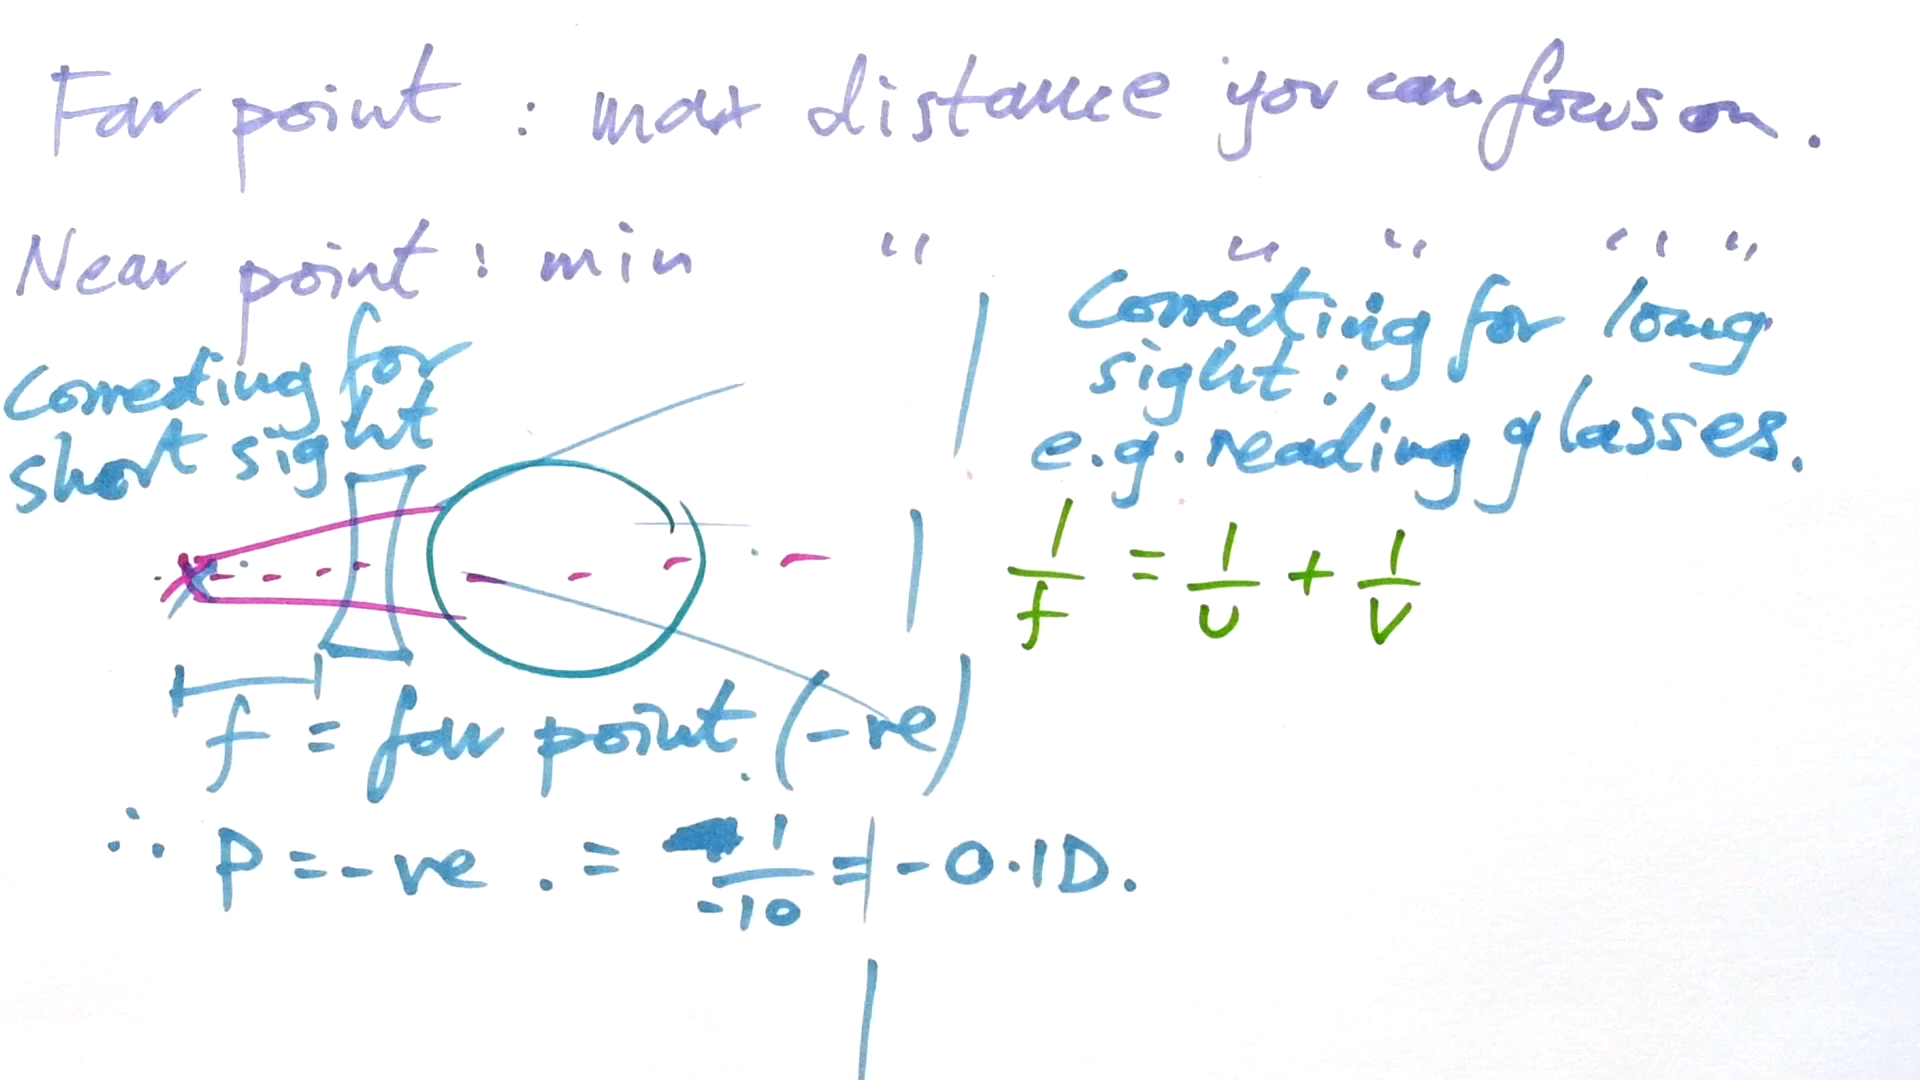 Far point : max distance you can focus on.
Near point : min " " " " "
Correcting for
short sight
f = far point (-ve)
∴ P = -ve . = 1/-10 = -0.1D.
Correcting for long
sight :
e.g. reading glasses.
1/f = 1/u + 1/v